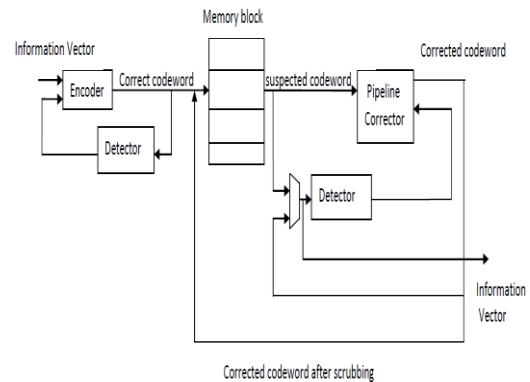 Memory block
Information Vector
Corrected codeword
Encoder
Correct codeword
suspected codeword
Pipeline
Corrector
Detector
Detector
Information
Vector
Corrected codeword after scrubbing